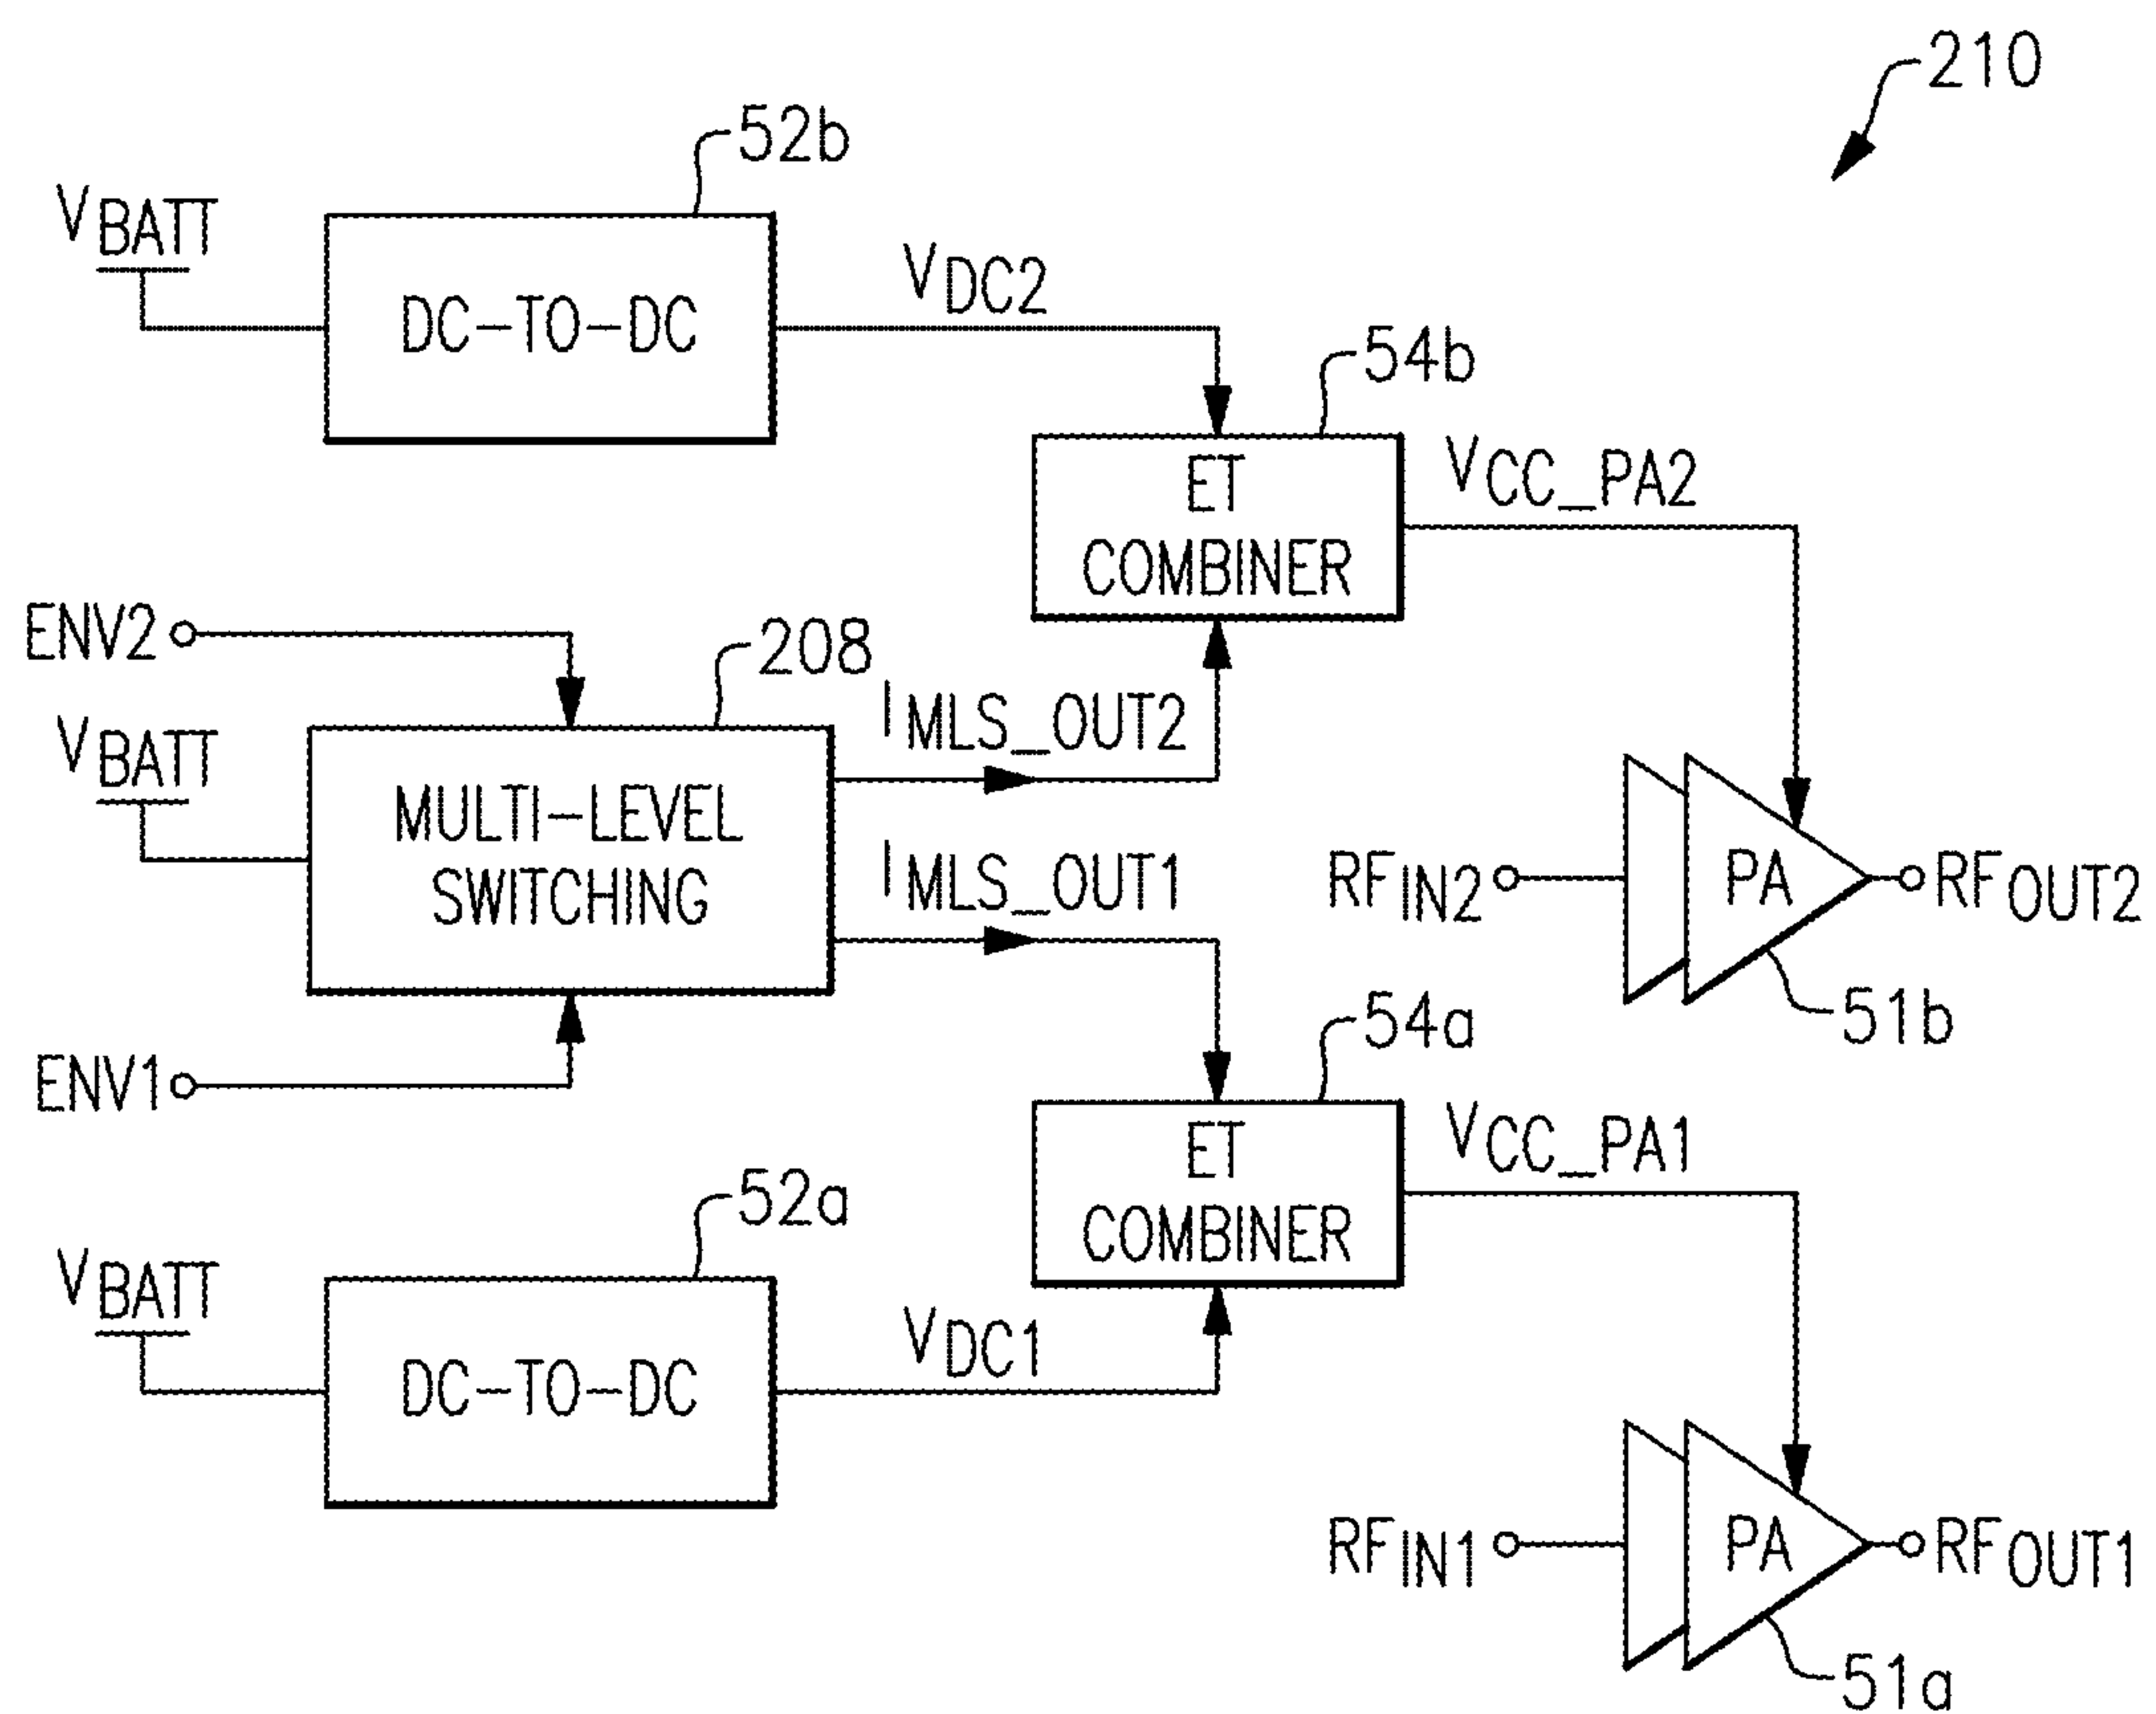 210
52b
VBATT
DC-TO-DC
VDC2
54b
ET
COMBINER
VCC_PA2
ENV2
208
VBATT
MULTI-LEVEL
SWITCHING
IMLS_OUT2
IMLS_OUT1
RFIN2
PA
RFOUT2
51b
ENV1
54a
ET
COMBINER
VCC_PA1
52a
VBATT
DC-TO-DC
VDC1
RFIN1
PA
RFOUT1
51a